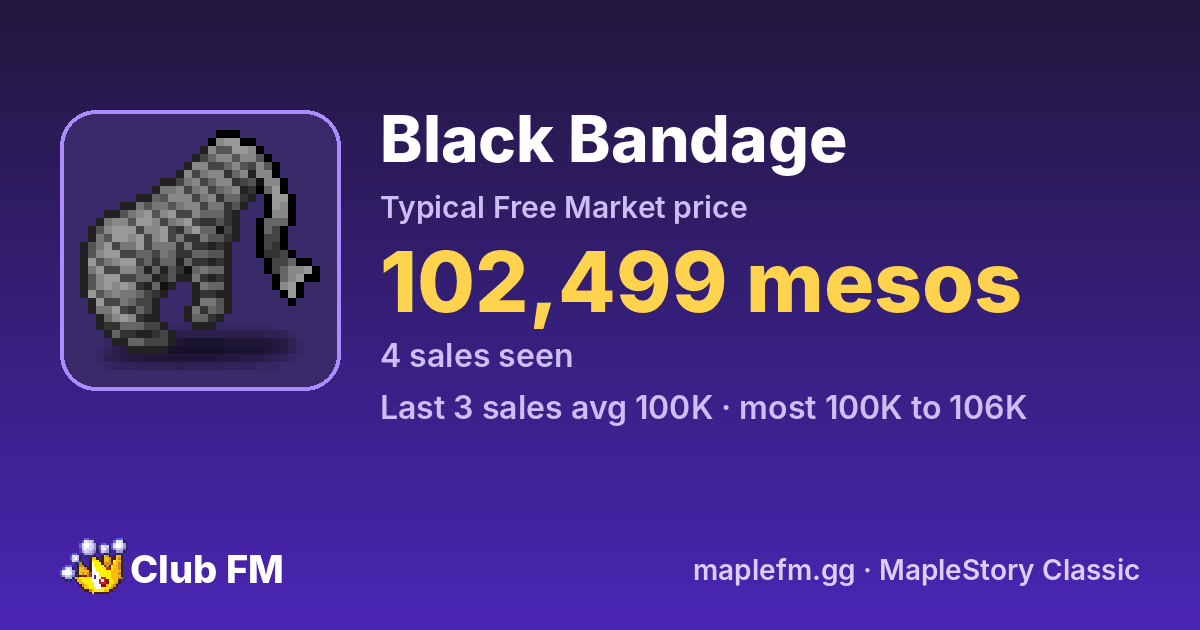 Black Bandage
Typical Free Market price
102,499 mesos
4 sales seen
Last 3 sales avg 100K · most 100K to 106K
Club FM
maplefm.gg · MapleStory Classic